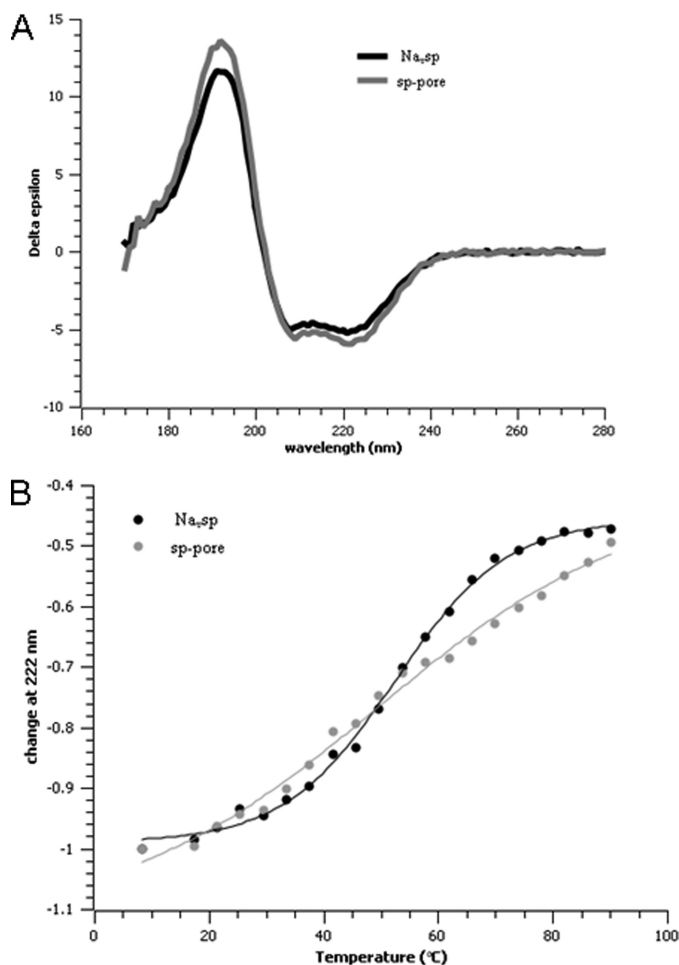 A
15
10
5
0
-5
-10
Delta epsilon
Naᵥsp
sp-pore
160 180 200 220 240 260 280
wavelength (nm)
B
-0.4
-0.5
-0.6
-0.7
-0.8
-0.9
-1
-1.1
change at 222 nm
Naᵥsp
sp-pore
0 20 40 60 80 100
Temperature (°C)